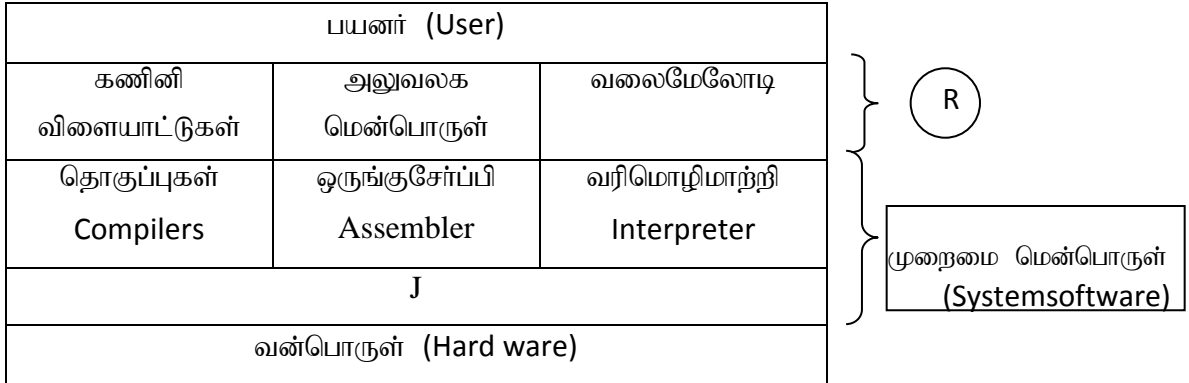 பயனர் (User)
கணினி விளையாட்டுகள்
அலுவலக மென்பொருள்
வலைமேலோடி
R
தொகுப்புகள் Compilers
ஒருங்குசேர்ப்பி Assembler
வரிமொழிமாற்றி Interpreter
முறைமை மென்பொருள்
(Systemsoftware)
J
வன்பொருள் (Hard ware)